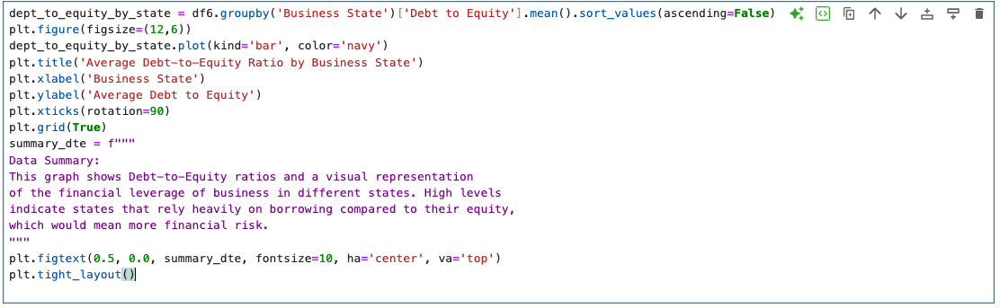 dept_to_equity_by_state = df6.groupby('Business State')['Debt to Equity'].mean().sort_values(ascending=False)
plt.figure(figsize=(12,6))
dept_to_equity_by_state.plot(kind='bar', color='navy')
plt.title('Average Debt-to-Equity Ratio by Business State')
plt.xlabel('Business State')
plt.ylabel('Average Debt to Equity')
plt.xticks(rotation=90)
plt.grid(True)
summary_dte = f"""
Data Summary:
This graph shows Debt-to-Equity ratios and a visual representation
of the financial leverage of business in different states. High levels
indicate states that rely heavily on borrowing compared to their equity,
which would mean more financial risk.
"""
plt.figtext(0.5, 0.0, summary_dte, fontsize=10, ha='center', va='top')
plt.tight_layout()